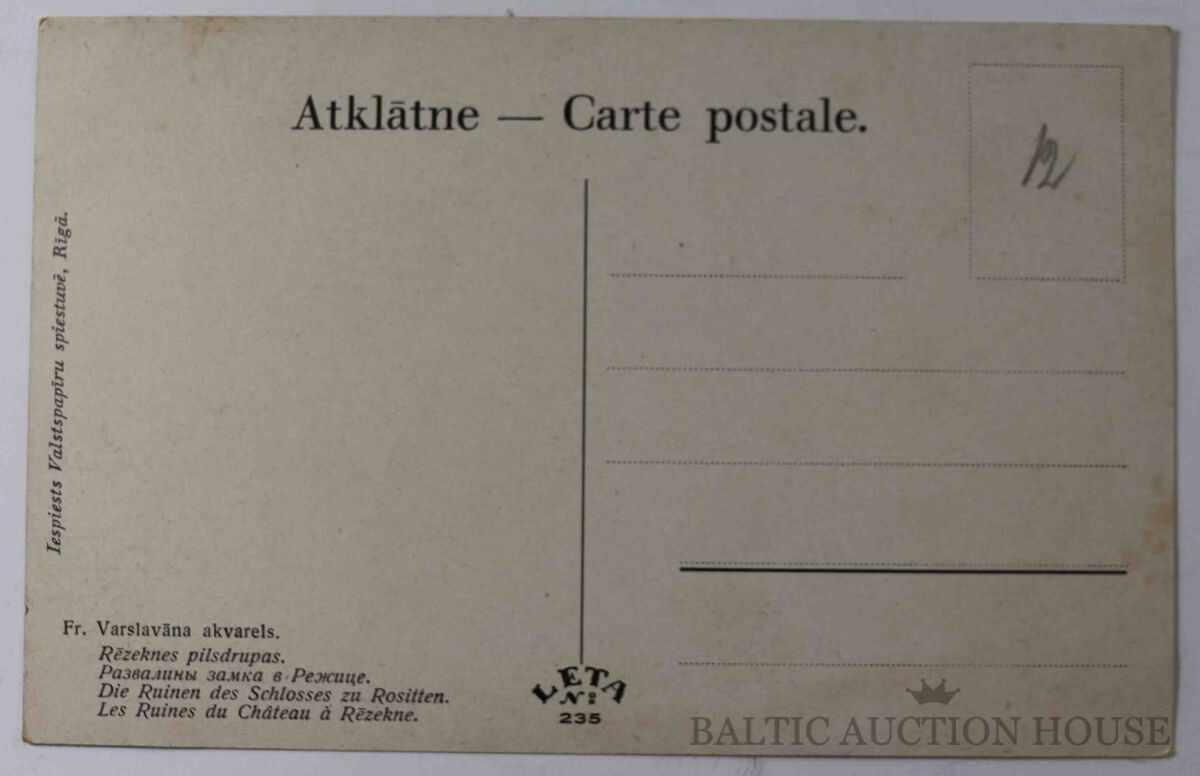 Atklātne — Carte postale.
12
Iespiests Valstspapīru spiestuvē, Rīgā.
Fr. Varslavāna akvarels.
Rēzeknes pilsdrupas.
Развалины замка в Режице.
Die Ruinen des Schlosses zu Rositten.
Les Ruines du Château à Rēzekne.
LETA
№
235
BALTIC AUCTION HOUSE